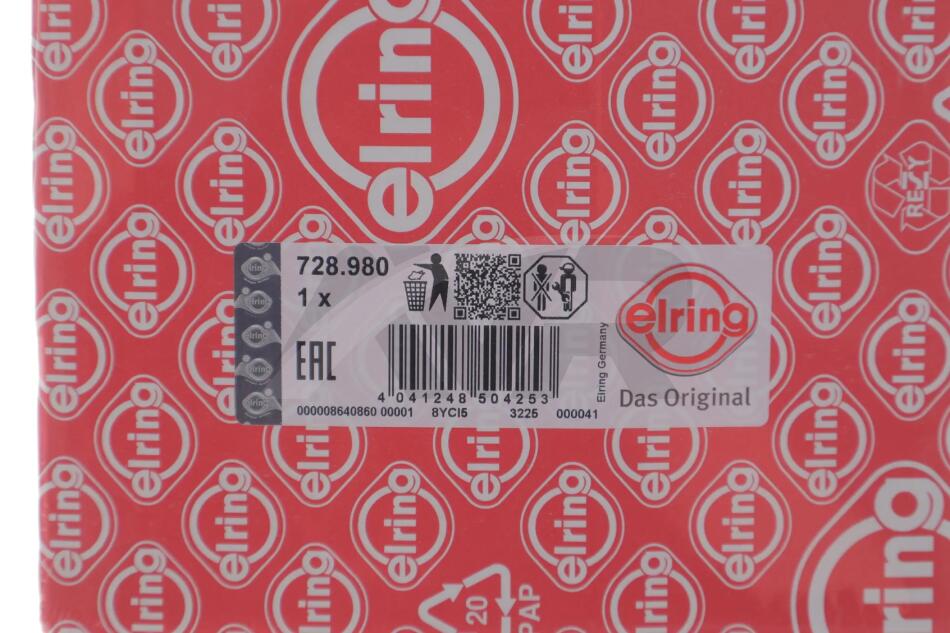 728.980
1 x
EAC
4 041248 504253
000008640860 00001 8YCI5 3225 000041
Elring Germany
elring
Das Original
elring
REZY
20
PAP